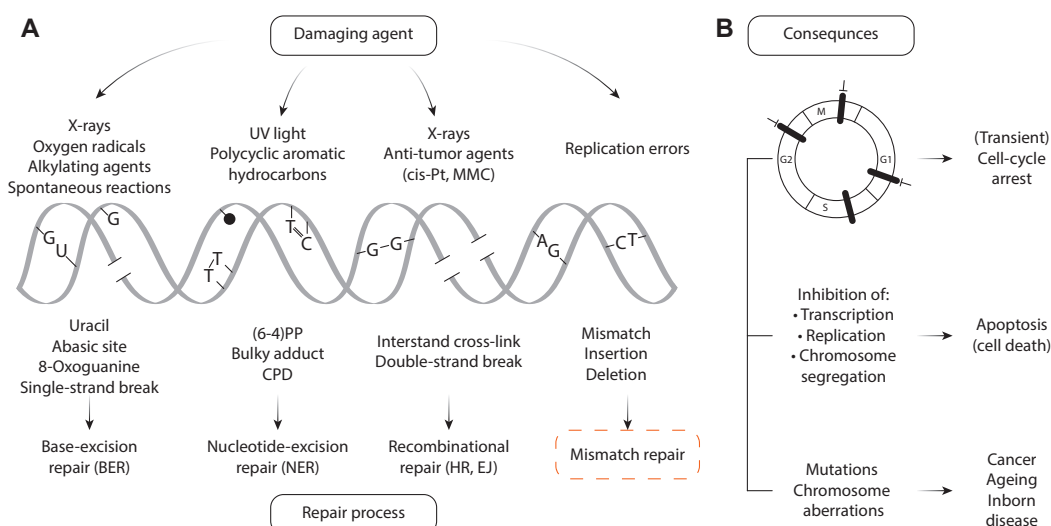 A
Damaging agent
X-rays
Oxygen radicals
Alkylating agents
Spontaneous reactions
UV light
Polycyclic aromatic
hydrocarbons
X-rays
Anti-tumor agents
(cis-Pt, MMC)
Replication errors
G
U
G
T
T
T
C
G
G
A
G
C
T
Uracil
Abasic site
8-Oxoguanine
Single-strand break
(6-4)PP
Bulky adduct
CPD
Interstand cross-link
Double-strand break
Mismatch
Insertion
Deletion
Base-excision
repair (BER)
Nucleotide-excision
repair (NER)
Recombinational
repair (HR, EJ)
Mismatch repair
Repair process
B
Consequnces
M
G2
G1
S
(Transient)
Cell-cycle
arrest
Inhibition of:
• Transcription
• Replication
• Chromosome
segregation
Apoptosis
(cell death)
Mutations
Chromosome
aberrations
Cancer
Ageing
Inborn
disease